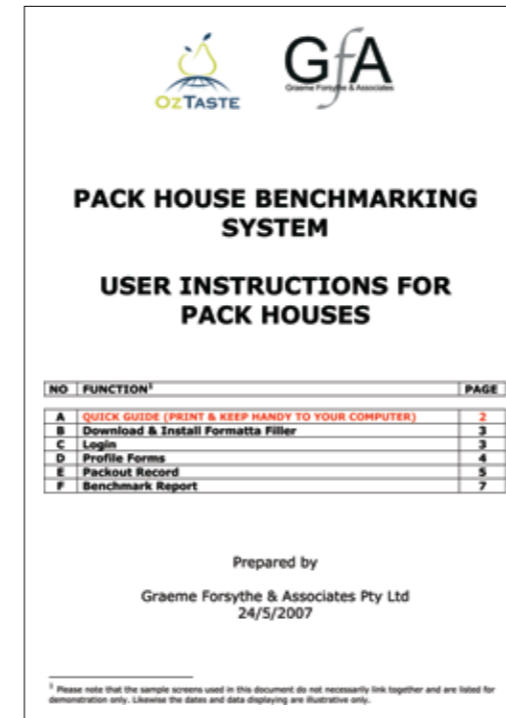 OZTASTE
GfA
Graeme Forsythe & Associates
PACK HOUSE BENCHMARKING
SYSTEM
USER INSTRUCTIONS FOR
PACK HOUSES
NO FUNCTION¹ PAGE
A QUICK GUIDE (PRINT & KEEP HANDY TO YOUR COMPUTER) 2
B Download & Install Formatta Filler 3
C Login 3
D Profile Forms 4
E Packout Record 5
F Benchmark Report 7
Prepared by
Graeme Forsythe & Associates Pty Ltd
24/5/2007
¹ Please note that the sample screens used in this document do not necessarily link together and are listed for
demonstration only. Likewise the dates and data displaying are illustrative only.